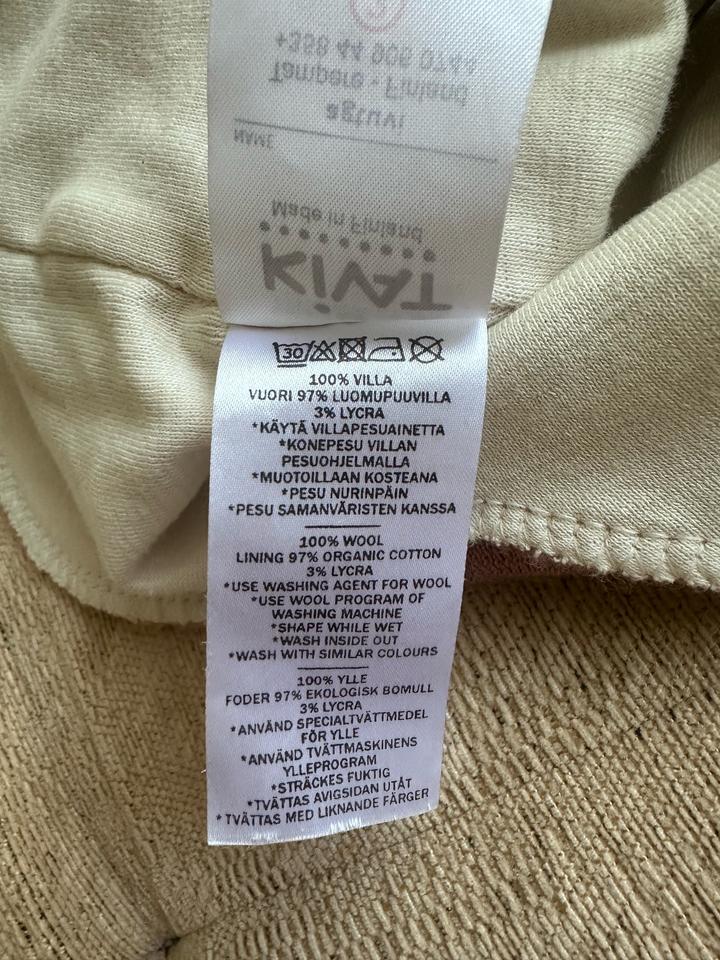 KiVAT
Made in Finland
NAME
agtuvi
Tampere - Finland
+358 44 906 0744
30
100% VILLA
VUORI 97% LUOMUPUUVILLA
3% LYCRA
*KÄYTÄ VILLAPESUAINETTA
*KONEPESU VILLAN
PESUOHJELMALLA
*MUOTOILLAAN KOSTEANA
*PESU NURINPÄIN
*PESU SAMANVÄRISTEN KANSSA
100% WOOL
LINING 97% ORGANIC COTTON
3% LYCRA
*USE WASHING AGENT FOR WOOL
*USE WOOL PROGRAM OF
WASHING MACHINE
*SHAPE WHILE WET
*WASH INSIDE OUT
*WASH WITH SIMILAR COLOURS
100% YLLE
FODER 97% EKOLOGISK BOMULL
3% LYCRA
*ANVÄND SPECIALTVÄTTMEDEL
FÖR YLLE
*ANVÄND TVÄTTMASKINENS
YLLEPROGRAM
*STRÄCKES FUKTIG
*TVÄTTAS AVIGSIDAN UTÅT
*TVÄTTAS MED LIKNANDE FÄRGER